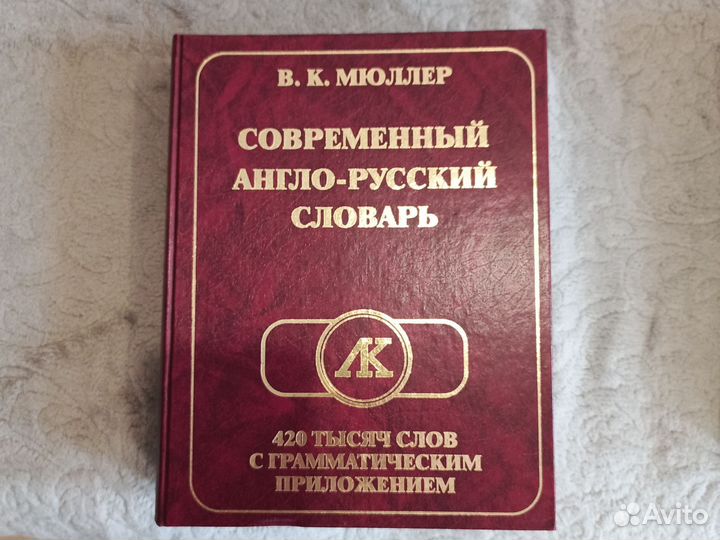 В. К. МЮЛЛЕР
СОВРЕМЕННЫЙ
АНГЛО-РУССКИЙ
СЛОВАРЬ
ЛК
420 ТЫСЯЧ СЛОВ
С ГРАММАТИЧЕСКИМ
ПРИЛОЖЕНИЕМ
Avito